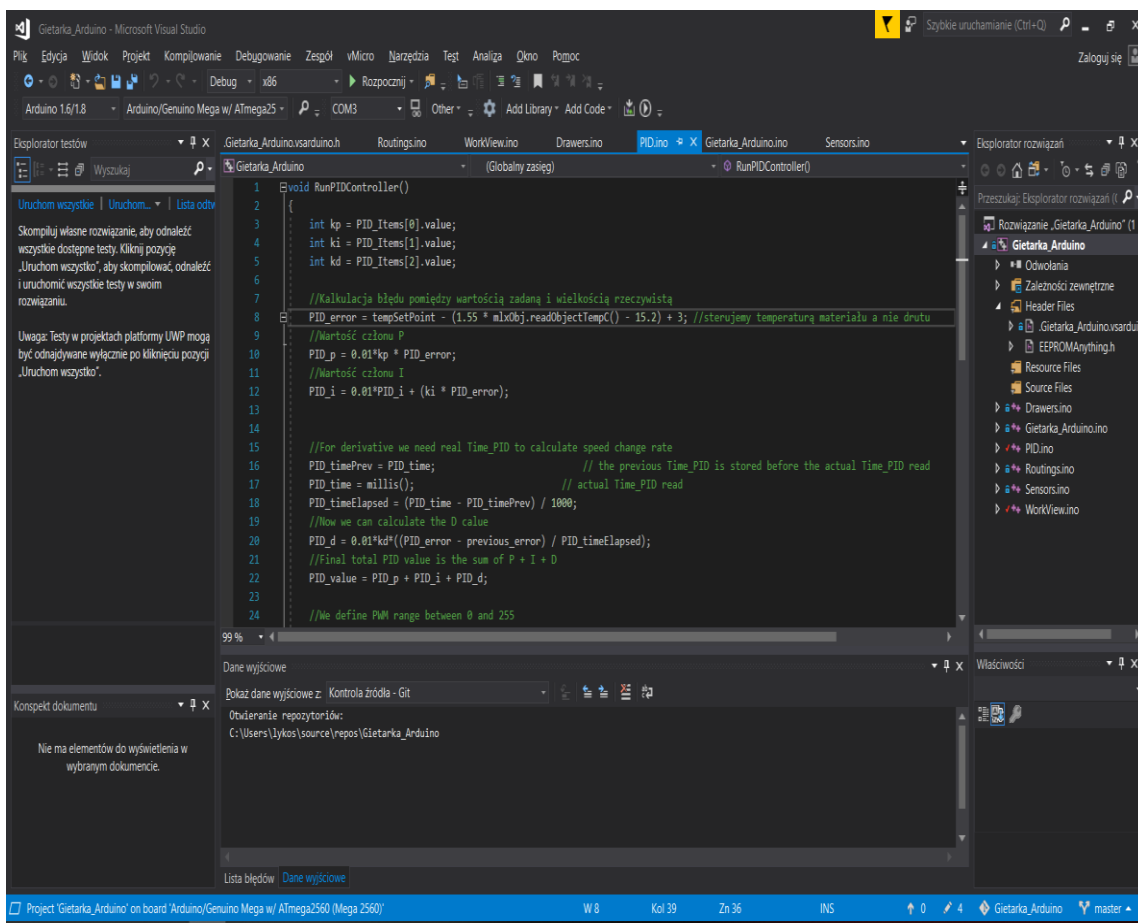 Gietarka_Arduino - Microsoft Visual Studio
Szybkie uruchamianie (Ctrl+Q)
Plik Edycja Widok Projekt Kompilowanie Debugowanie Zespół vMicro Narzędzia Test Analiza Okno Pomoc
Zaloguj się
Debug x86 Rozpocznij
Arduino 1.6/1.8 Arduino/Genuino Mega w/ ATmega25 COM3 Other Add Library Add Code
Eksplorator testów
Wyszukaj
Uruchom wszystkie | Uruchom... | Lista odtw
Skompiluj własne rozwiązanie, aby odnaleźć
wszystkie dostępne testy. Kliknij pozycję
„Uruchom wszystko”, aby skompilować, odnaleźć
i uruchomić wszystkie testy w swoim
rozwiązaniu.
Uwaga: Testy w projektach platformy UWP mogą
być odnajdywane wyłącznie po kliknięciu pozycji
„Uruchom wszystko”.
Konspekt dokumentu
Nie ma elementów do wyświetlenia w
wybranym dokumencie.
.Gietarka_Arduino.vsarduino.h Routings.ino WorkView.ino Drawers.ino PID.ino Gietarka_Arduino.ino Sensors.ino
Gietarka_Arduino (Globalny zasięg) RunPIDController()
1 void RunPIDController()
2 {
3 int kp = PID_Items[0].value;
4 int ki = PID_Items[1].value;
5 int kd = PID_Items[2].value;
6
7 //Kalkulacja błędu pomiędzy wartością zadaną i wielkością rzeczywistą
8 PID_error = tempSetPoint - (1.55 * mlxObj.readObjectTempC() - 15.2) + 3; //sterujemy temperaturą materiału a nie drutu
9 //Wartość członu P
10 PID_p = 0.01*kp * PID_error;
11 //Wartość członu I
12 PID_i = 0.01*PID_i + (ki * PID_error);
13
14
15 //For derivative we need real Time_PID to calculate speed change rate
16 PID_timePrev = PID_time; // the previous Time_PID is stored before the actual Time_PID read
17 PID_time = millis(); // actual Time_PID read
18 PID_timeElapsed = (PID_time - PID_timePrev) / 1000;
19 //Now we can calculate the D calue
20 PID_d = 0.01*kd*((PID_error - previous_error) / PID_timeElapsed);
21 //Final total PID value is the sum of P + I + D
22 PID_value = PID_p + PID_i + PID_d;
23
24 //We define PWM range between 0 and 255
99 %
Dane wyjściowe
Pokaż dane wyjściowe z: Kontrola źródła - Git
Otwieranie repozytoriów:
C:\Users\lykos\source\repos\Gietarka_Arduino
Lista błędów Dane wyjściowe
Eksplorator rozwiązań
Przeszukaj: Eksplorator rozwiązań (
Rozwiązanie „Gietarka_Arduino” (1
Gietarka_Arduino
Odwołania
Zależności zewnętrzne
Header Files
.Gietarka_Arduino.vsardui
EEPROMAnything.h
Resource Files
Source Files
Drawers.ino
Gietarka_Arduino.ino
PID.ino
Routings.ino
Sensors.ino
WorkView.ino
Właściwości
Project 'Gietarka_Arduino' on board 'Arduino/Genuino Mega w/ ATmega2560 (Mega 2560)' W 8 Kol 39 Zn 36 INS 0 4 Gietarka_Arduino master